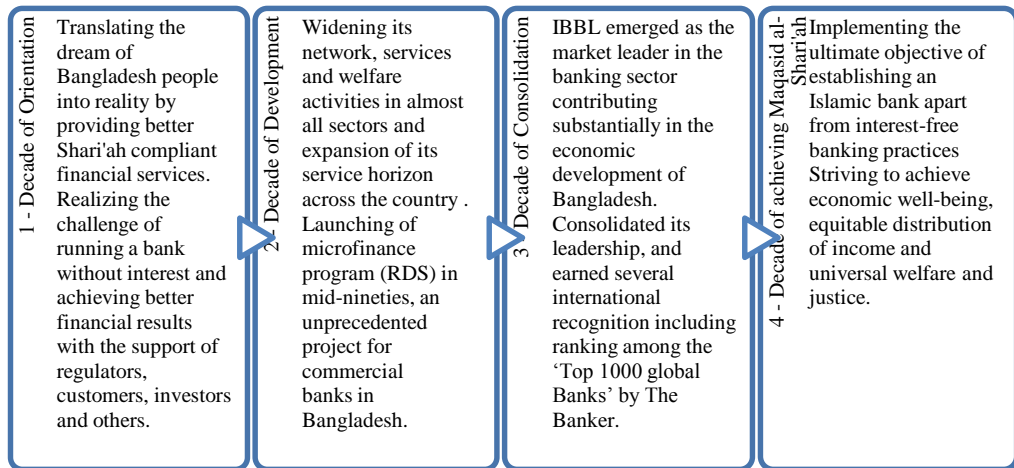 1 - Decade of Orientation
Translating the
dream of
Bangladesh people
into reality by
providing better
Shari'ah compliant
financial services.
Realizing the
challenge of
running a bank
without interest and
achieving better
financial results
with the support of
regulators,
customers, investors
and others.
2 - Decade of Development
Widening its
network, services
and welfare
activities in almost
all sectors and
expansion of its
service horizon
across the country .
Launching of
microfinance
program (RDS) in
mid-nineties, an
unprecedented
project for
commercial
banks in
Bangladesh.
3 - Decade of Consolidation
IBBL emerged as the
market leader in the
banking sector
contributing
substantially in the
economic
development of
Bangladesh.
Consolidated its
leadership, and
earned several
international
recognition including
ranking among the
‘Top 1000 global
Banks’ by The
Banker.
4 - Decade of achieving Maqasid al-
Shari'ah
Implementing the
ultimate objective of
establishing an
Islamic bank apart
from interest-free
banking practices
Striving to achieve
economic well-being,
equitable distribution
of income and
universal welfare and
justice.